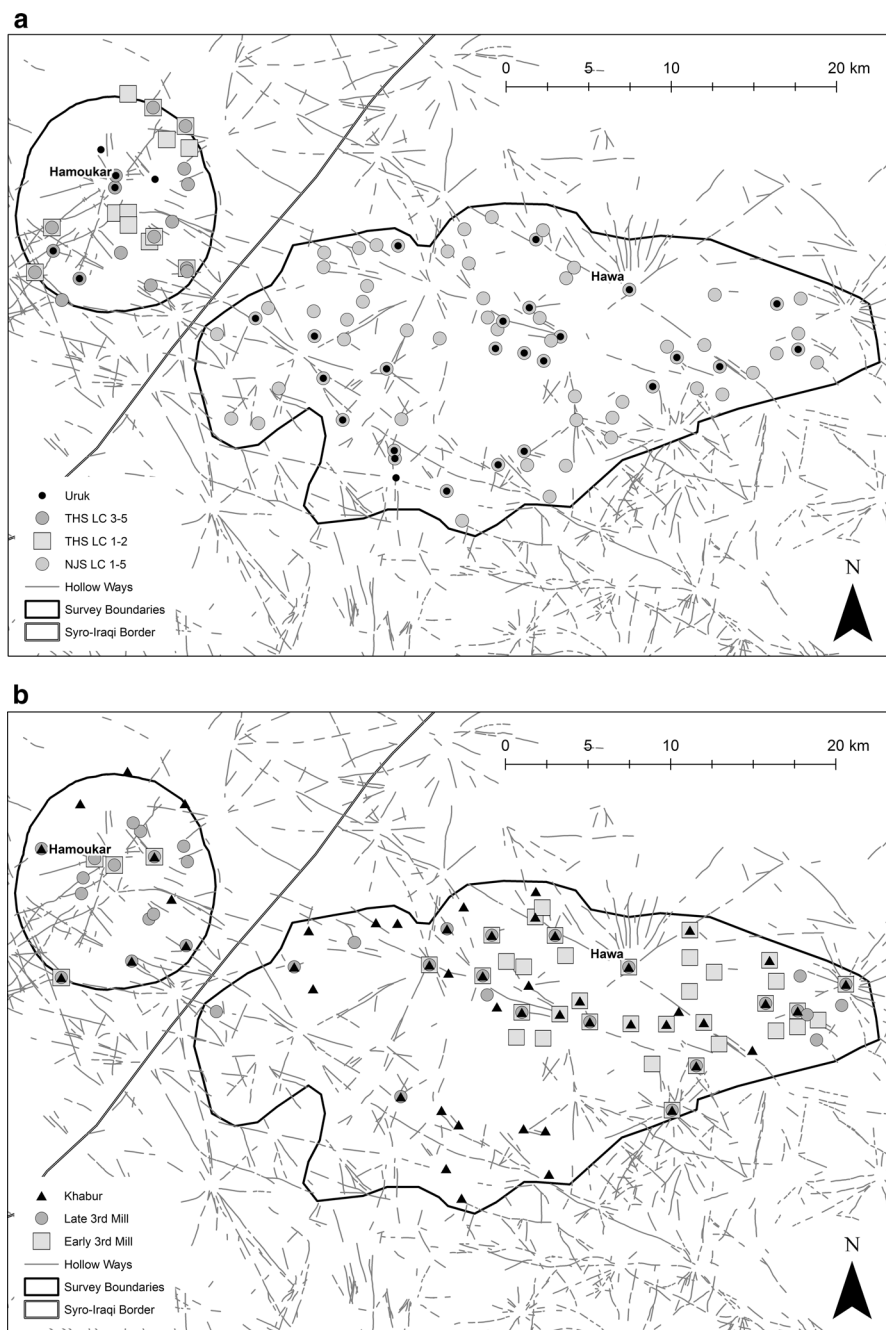 a
0 5 10 20 km
Hamoukar
Hawa
Uruk
THS LC 3-5
THS LC 1-2
NJS LC 1-5
Hollow Ways
Survey Boundaries
Syro-Iraqi Border
N
b
0 5 10 20 km
Hamoukar
Hawa
Khabur
Late 3rd Mill
Early 3rd Mill
Hollow Ways
Survey Boundaries
Syro-Iraqi Border
N